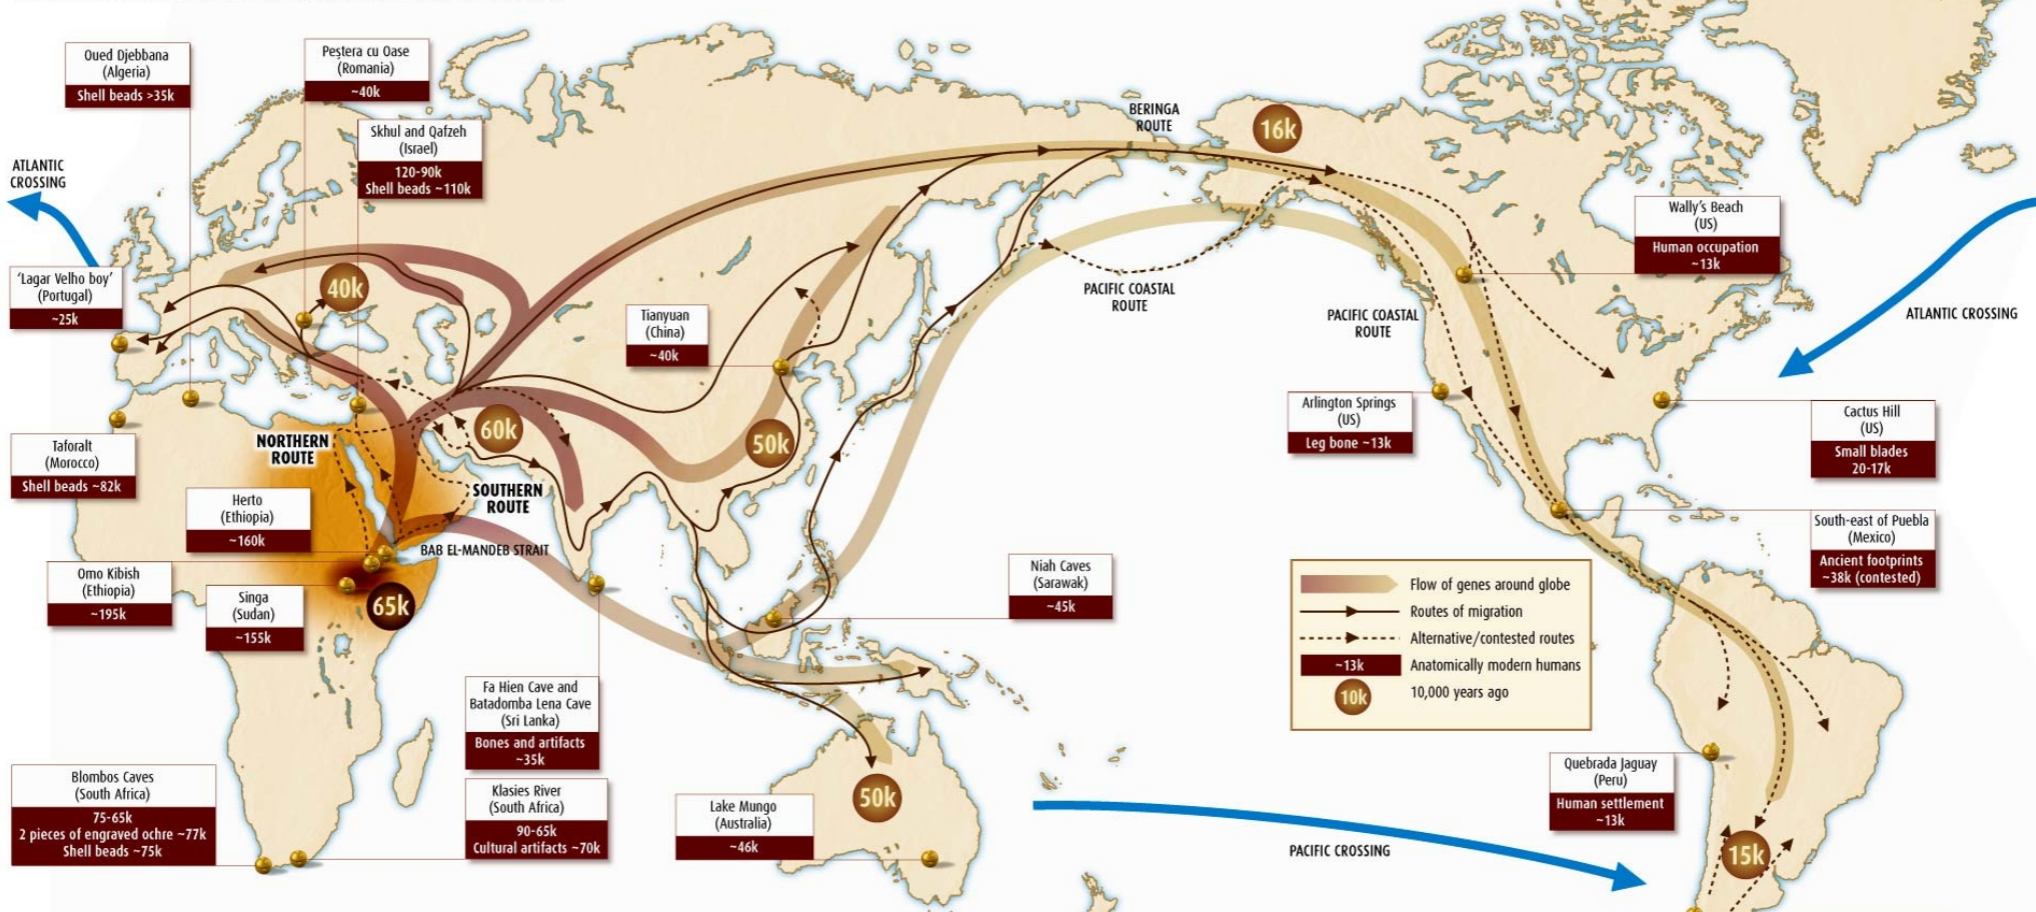 Oued Djebbana
(Algeria)
Shell beads >35k
Peştera cu Oase
(Romania)
~40k
Skhul and Qafzeh
(Israel)
120-90k
Shell beads ~110k
ATLANTIC
CROSSING
'Lagar Velho boy'
(Portugal)
~25k
40k
BERINGA
ROUTE
16k
Wally's Beach
(US)
Human occupation
~13k
PACIFIC COASTAL
ROUTE
PACIFIC COASTAL
ROUTE
ATLANTIC CROSSING
Tianyuan
(China)
~40k
Taforalt
(Morocco)
Shell beads ~82k
NORTHERN
ROUTE
60k
50k
SOUTHERN
ROUTE
Arlington Springs
(US)
Leg bone ~13k
Cactus Hill
(US)
Small blades
20-17k
Herto
(Ethiopia)
~160k
BAB EL-MANDEB STRAIT
Omo Kibish
(Ethiopia)
~195k
Singa
(Sudan)
~155k
65k
Niah Caves
(Sarawak)
~45k
South-east of Puebla
(Mexico)
Ancient footprints
~38k (contested)
Flow of genes around globe
Routes of migration
Alternative/contested routes
~13k
Anatomically modern humans
10k
10,000 years ago
Fa Hien Cave and
Batadomba Lena Cave
(Sri Lanka)
Bones and artifacts
~35k
Blombos Caves
(South Africa)
75-65k
2 pieces of engraved ochre ~77k
Shell beads ~75k
Klasies River
(South Africa)
90-65k
Cultural artifacts ~70k
Lake Mungo
(Australia)
~46k
50k
PACIFIC CROSSING
Quebrada Jaguay
(Peru)
Human settlement
~13k
15k